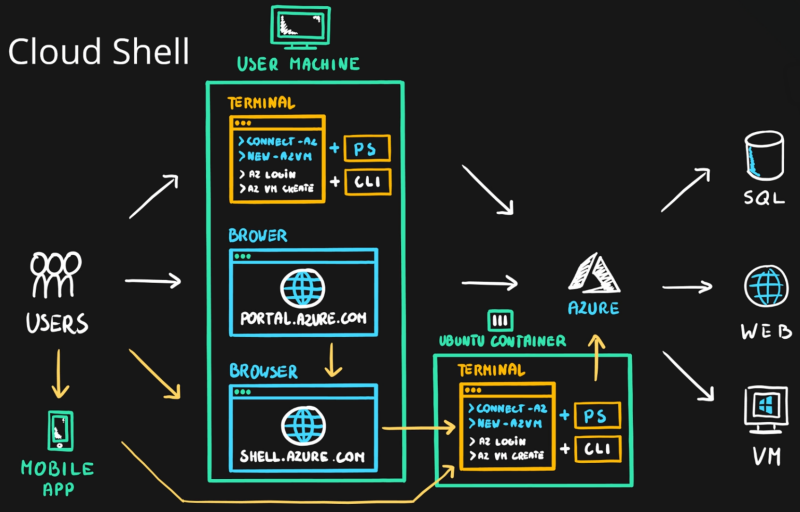 Cloud Shell
USER MACHINE
TERMINAL
>CONNECT-AZ
>NEW-AZVM
>AZ LOGIN
>AZ VM CREATE
+ PS
+ CLI
BROWER
PORTAL.AZURE.COM
BROWSER
SHELL.AZURE.COM
USERS
MOBILE
APP
UBUNTU CONTAINER
TERMINAL
>CONNECT-AZ
>NEW-AZVM
>AZ LOGIN
>AZ VM CREATE
+ PS
+ CLI
AZURE
SQL
WEB
VM